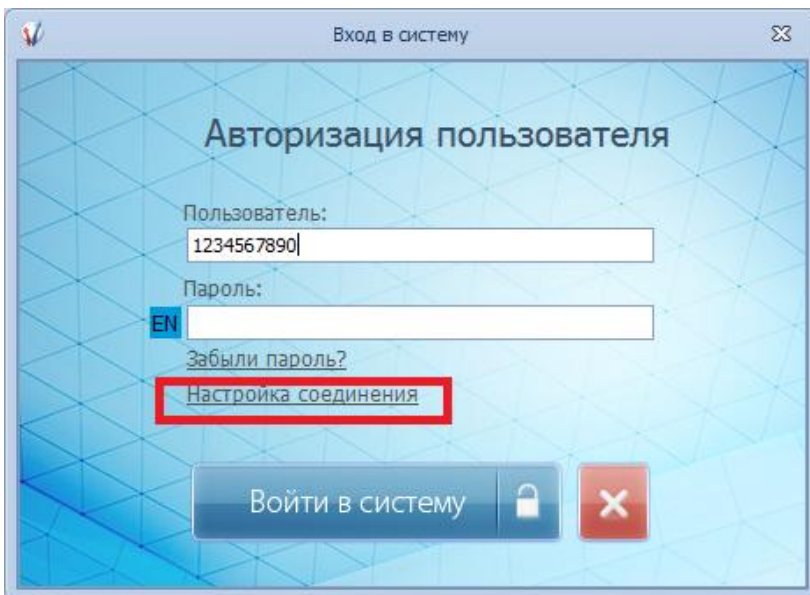 Вход в систему
Авторизация пользователя
Пользователь:
1234567890
Пароль:
EN
Забыли пароль?
Настройка соединения
Войти в систему